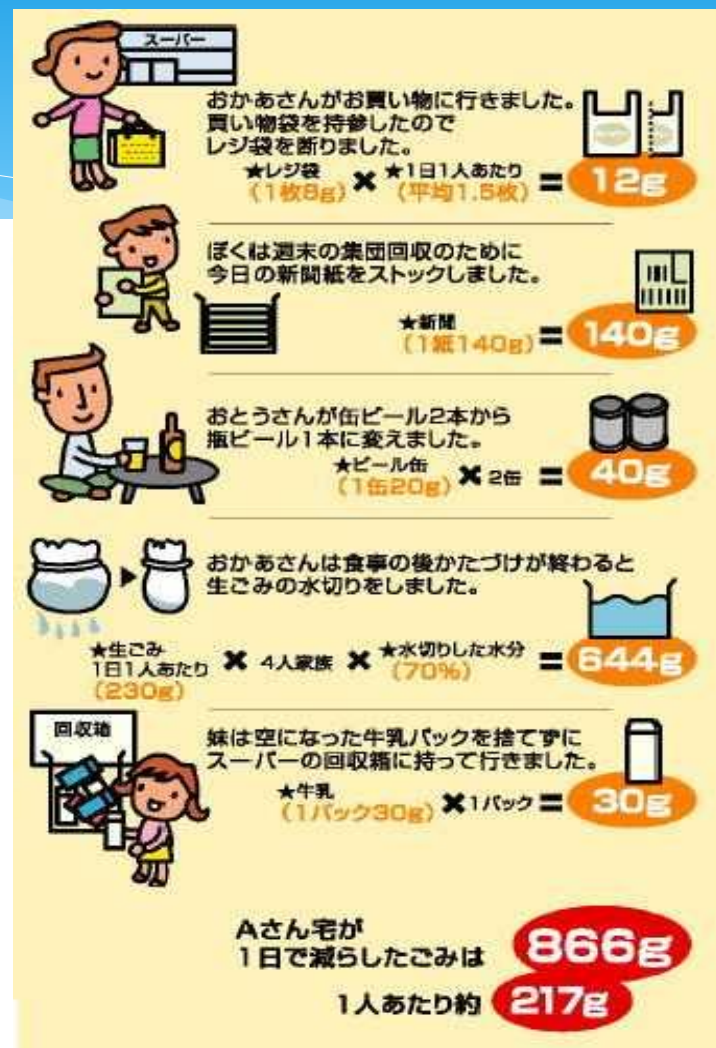 スーパー
おかあさんがお買い物に行きました。
買い物袋を持参したので
レジ袋を断りました。
★レジ袋
(1枚8g)
×
★1日1人あたり
(平均1.5枚)
=
12g
ぼくは週末の集団回収のために
今日の新聞紙をストックしました。
★新聞
(1紙140g)
=
140g
おとうさんが缶ビール2本から
瓶ビール1本に変えました。
★ビール缶
(1缶20g)
×2缶
=
40g
おかあさんは食事の後かたづけが終わると
生ごみの水切りをしました。
★生ごみ
1日1人あたり
(230g)
×
4人家族
×
★水切りした水分
(70%)
=
644g
回収箱
妹は空になった牛乳パックを捨てずに
スーパーの回収箱に持って行きました。
★牛乳
(1パック30g)
×1パック
=
30g
Aさん宅が
1日で減らしたごみは
866g
1人あたり約
217g